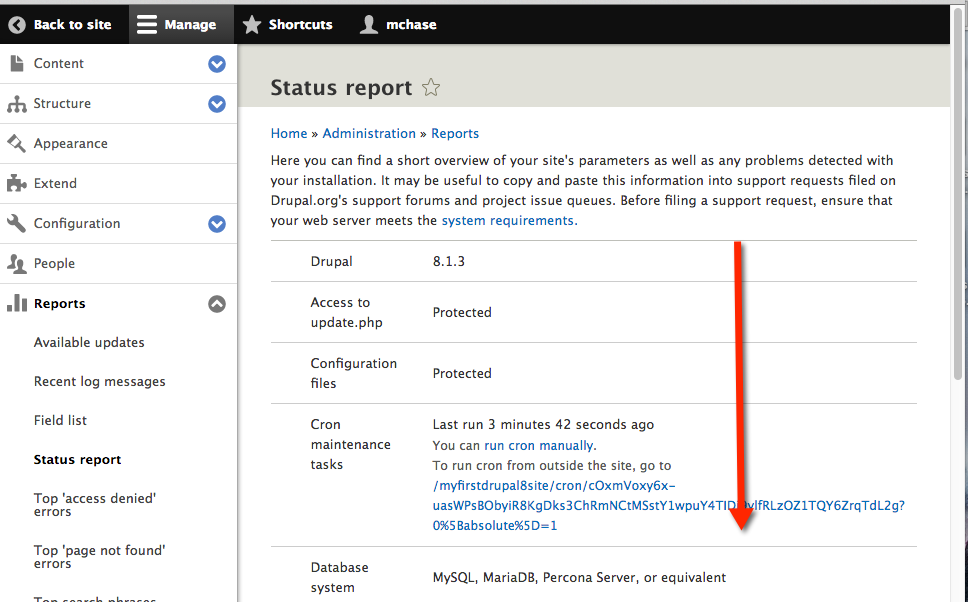 Back to site
Manage
Shortcuts
mchase
Content
Structure
Appearance
Extend
Configuration
People
Reports
Available updates
Recent log messages
Field list
Status report
Top 'access denied'
errors
Top 'page not found'
errors
Top search phrases
Status report
Home » Administration » Reports
Here you can find a short overview of your site's parameters as well as any problems detected with
your installation. It may be useful to copy and paste this information into support requests filed on
Drupal.org's support forums and project issue queues. Before filing a support request, ensure that
your web server meets the system requirements.
Drupal
8.1.3
Access to
update.php
Protected
Configuration
files
Protected
Cron
maintenance
tasks
Last run 3 minutes 42 seconds ago
You can run cron manually.
To run cron from outside the site, go to
/myfirstdrupal8site/cron/cOxmVoxy6x-
0%5Babsolute%5D=1
Database
system
MySQL, MariaDB, Percona Server, or equivalent